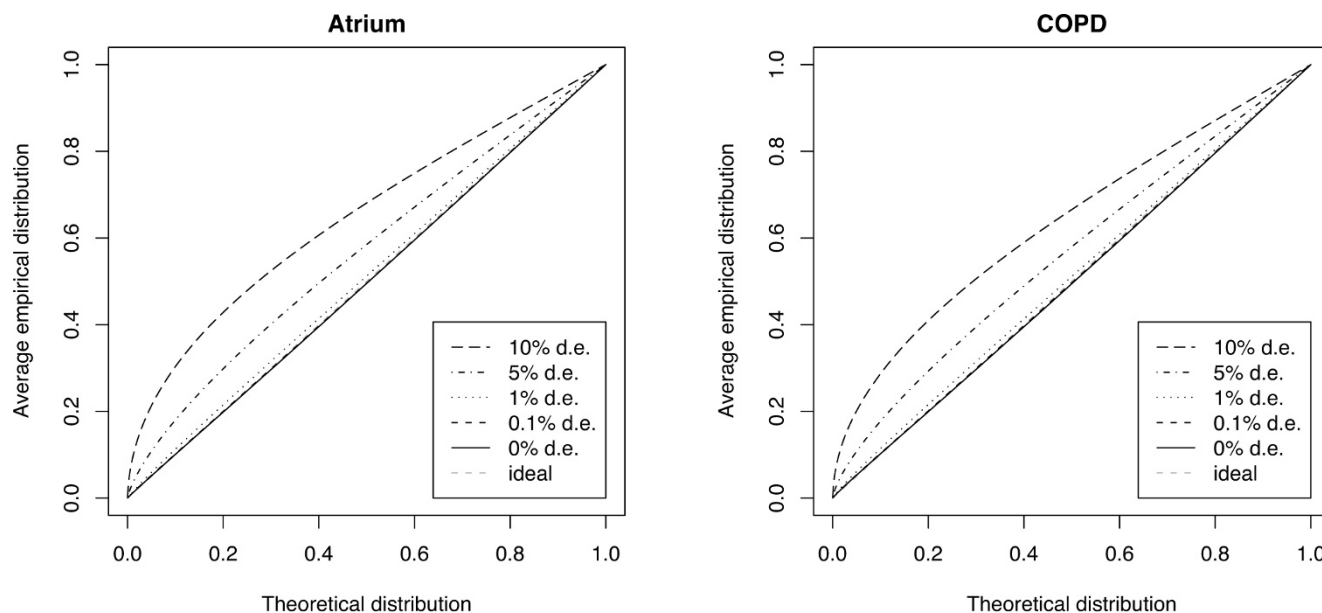 Atrium
Average empirical distribution
1.0
0.8
0.6
0.4
0.2
0.0
10% d.e.
5% d.e.
1% d.e.
0.1% d.e.
0% d.e.
ideal
0.0 0.2 0.4 0.6 0.8 1.0
Theoretical distribution
COPD
Average empirical distribution
1.0
0.8
0.6
0.4
0.2
0.0
10% d.e.
5% d.e.
1% d.e.
0.1% d.e.
0% d.e.
ideal
0.0 0.2 0.4 0.6 0.8 1.0
Theoretical distribution